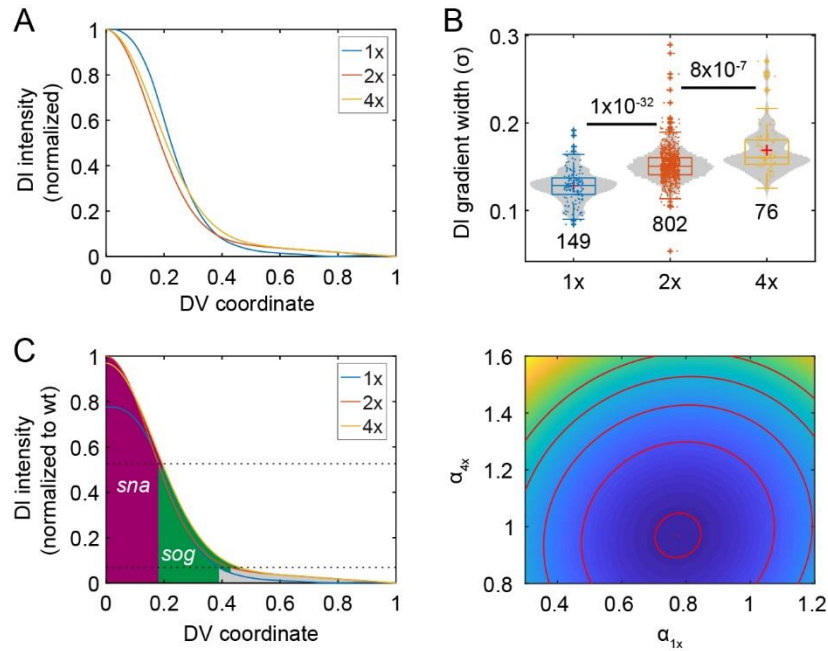 A
Dl intensity
(normalized)
1
0.8
0.6
0.4
0.2
0
0 0.2 0.4 0.6 0.8 1
DV coordinate
1x
2x
4x
B
Dl gradient width (σ)
0.3
0.2
0.1
1x10⁻³²
8x10⁻⁷
149
802
76
1x 2x 4x
C
Dl intensity
(normalized to wt)
1
0.8
0.6
0.4
0.2
0
0 0.2 0.4 0.6 0.8 1
DV coordinate
1x
2x
4x
sna
sog
α4x
1.6
1.4
1.2
1
0.8
0.4 0.6 0.8 1 1.2
α1x